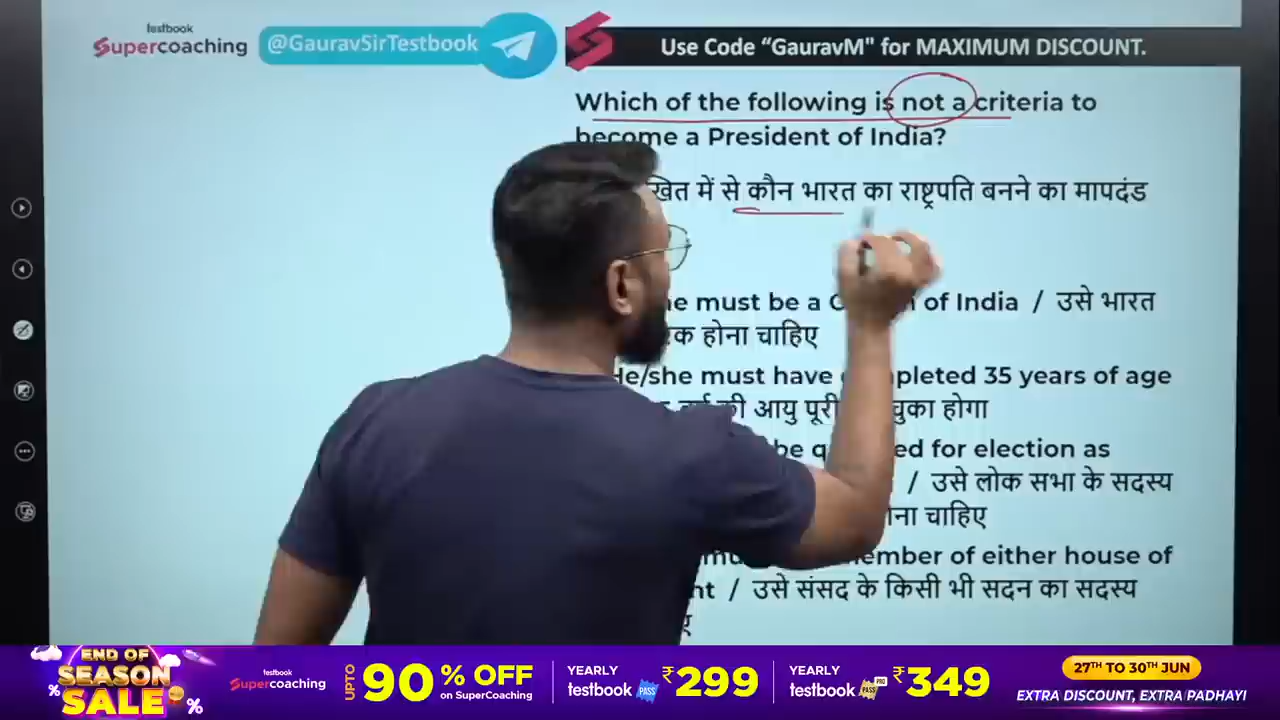 testbook
Supercoaching
@GauravSirTestbook
Use Code “GauravM" for MAXIMUM DISCOUNT.
Which of the following is not a criteria to
become a President of India?
में से कौन भारत का राष्ट्रपति बनने का मापदंड
must be a of India / उसे भारत
होना चाहिए
He/she must have 35 years of age
की आयु पूरी चुका होगा
be for election as
/ उसे लोक सभा के सदस्य
चाहिए
of either house of
/ उसे संसद के किसी भी सदन का सदस्य
END OF
SEASON
SALE
%
%
testbook
Supercoaching
UPTO
90% OFF
on SuperCoaching
YEARLY
testbook PASS
₹299
YEARLY
testbook PASS PRO
₹349
27TH TO 30TH JUN
EXTRA DISCOUNT, EXTRA PADHAYI